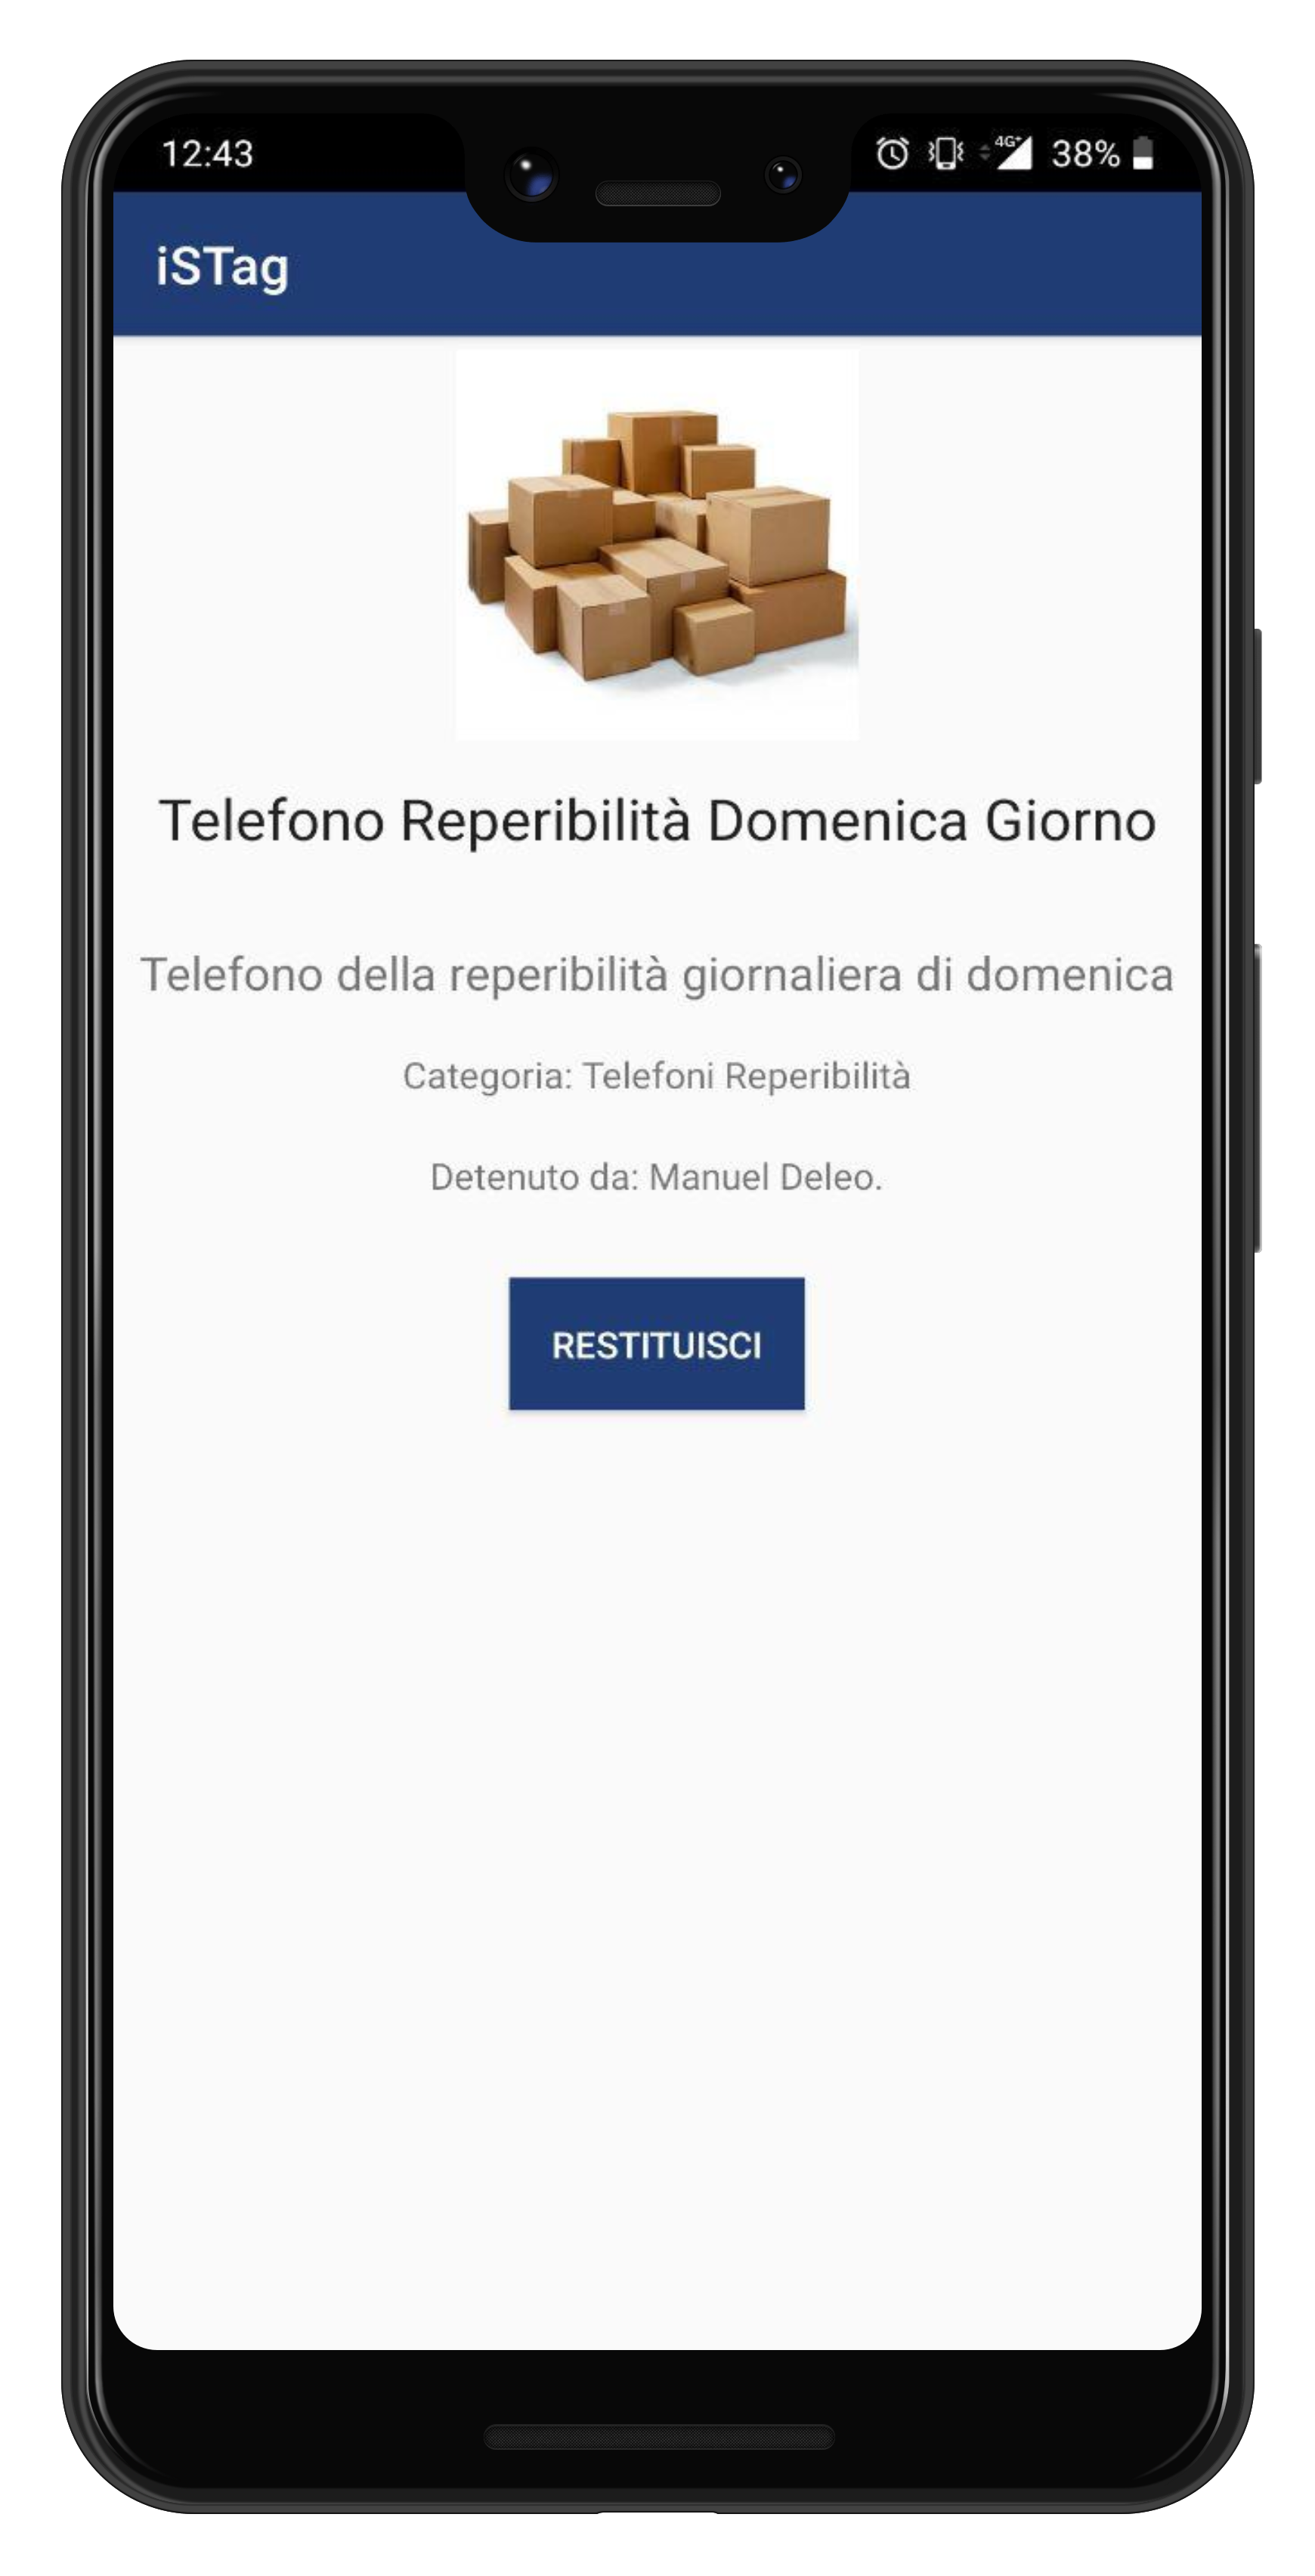 12:43
4G+ 38%
iSTag
Telefono Reperibilità Domenica Giorno
Telefono della reperibilità giornaliera di domenica
Categoria: Telefoni Reperibilità
Detenuto da: Manuel Deleo.
RESTITUISCI